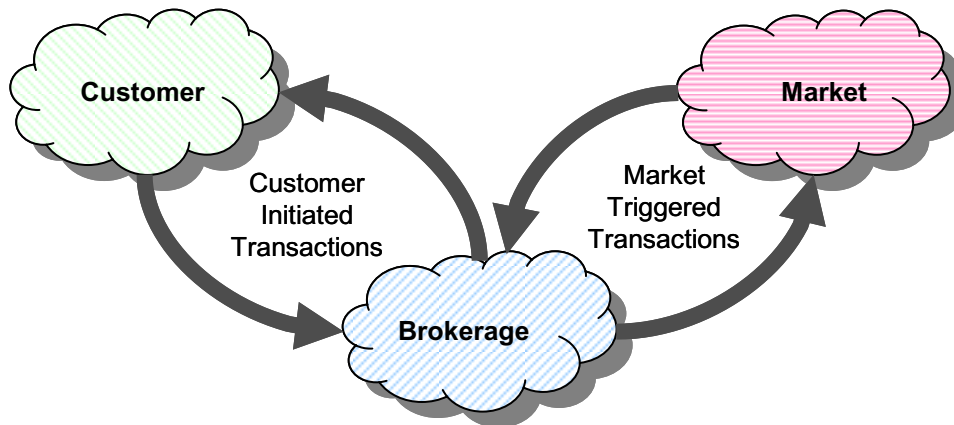 Customer
Market
Customer
Initiated
Transactions
Market
Triggered
Transactions
Brokerage